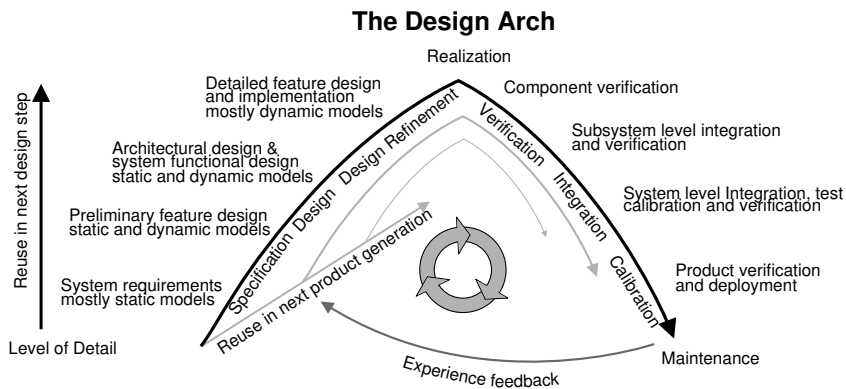 The Design Arch
Realization
Detailed feature design
and implementation
mostly dynamic models
Component verification
Architectural design &
system functional design
static and dynamic models
Subsystem level integration
and verification
Preliminary feature design
static and dynamic models
System level Integration, test
calibration and verification
System requirements
mostly static models
Product verification
and deployment
Reuse in next design step
Level of Detail
Specification Design Design Refinement
Verification Integration Calibration
Reuse in next product generation
Experience feedback
Maintenance